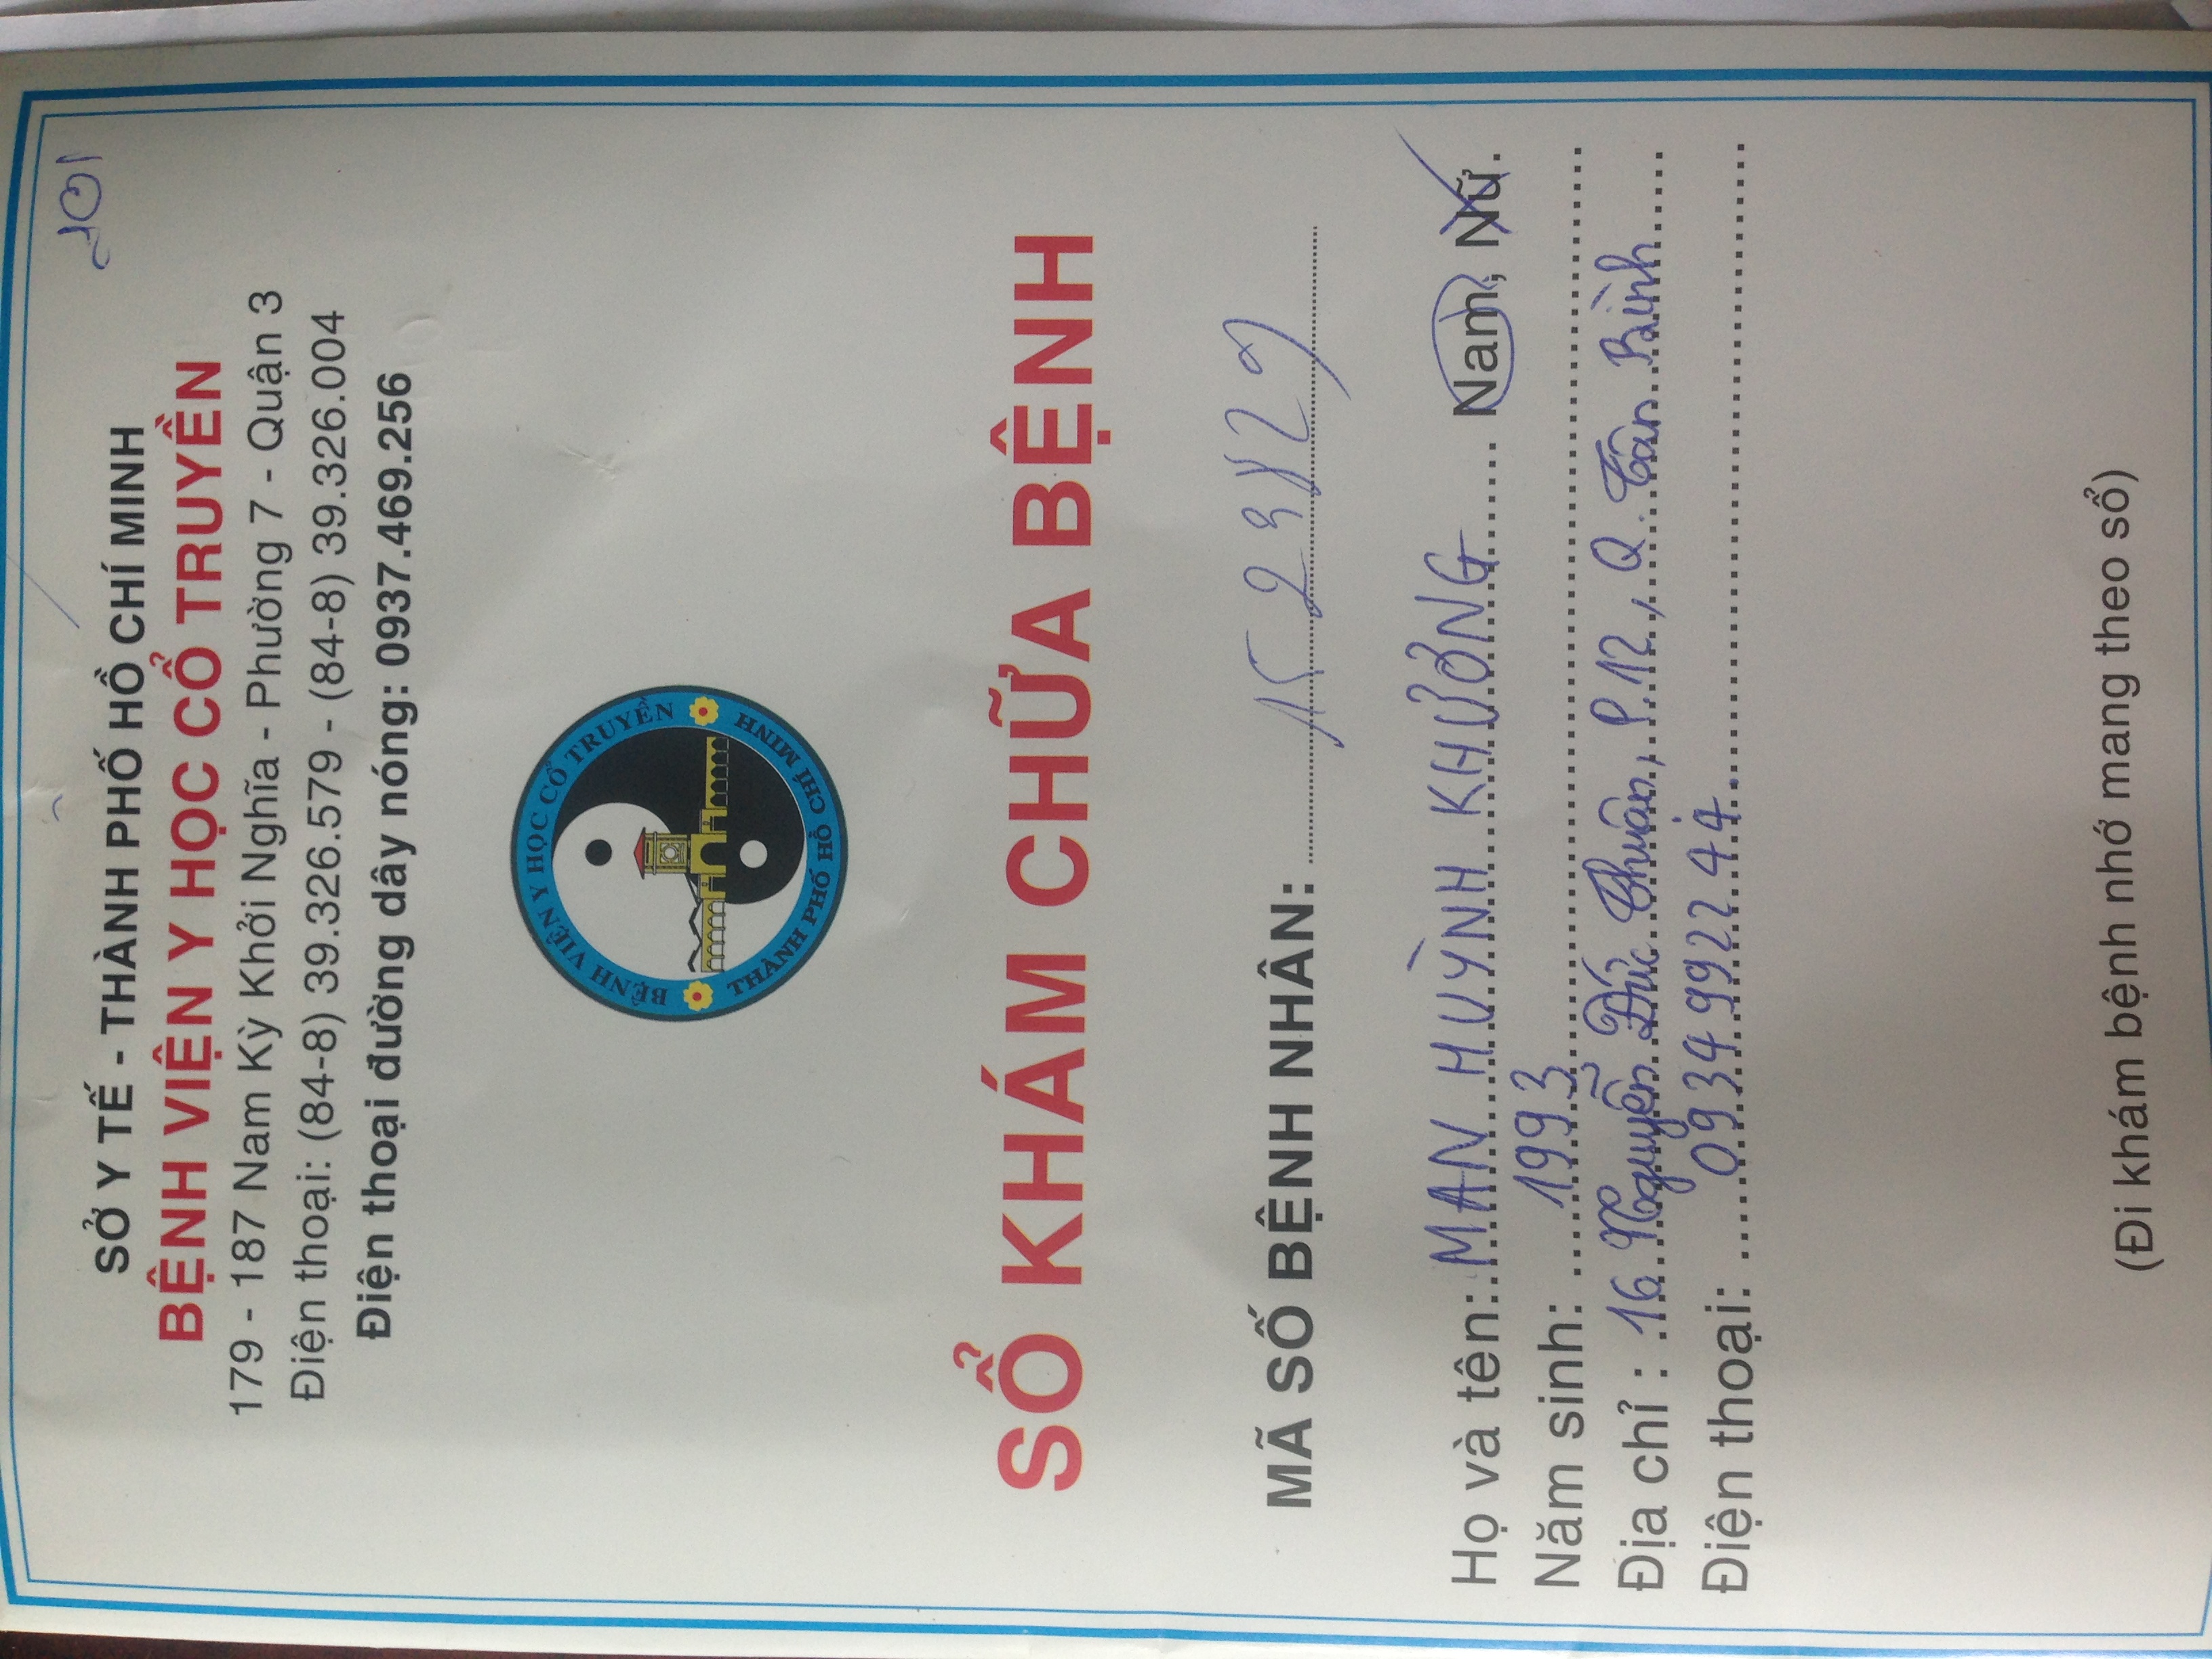 101
SỞ Y TẾ - THÀNH PHỐ HỒ CHÍ MINH
BỆNH VIỆN Y HỌC CỔ TRUYỀN
179 - 187 Nam Kỳ Khởi Nghĩa - Phường 7 - Quận 3
Điện thoại: (84-8) 39.326.579 - (84-8) 39.326.004
Điện thoại đường dây nóng: 0937.469.256
BỆNH VIỆN Y HỌC CỔ TRUYỀN
THÀNH PHỐ HỒ CHÍ MINH
SỔ KHÁM CHỮA BỆNH
MÃ SỐ BỆNH NHÂN: 1529829
Họ và tên: MAN HUỲNH KHƯƠNG Nam, Nữ.
Năm sinh: 1993
Địa chỉ : 16 Nguyễn Đức Thuận, P.12, Q. Tân Bình
Điện thoại: 0934992244.
(Đi khám bệnh nhớ mang theo sổ)